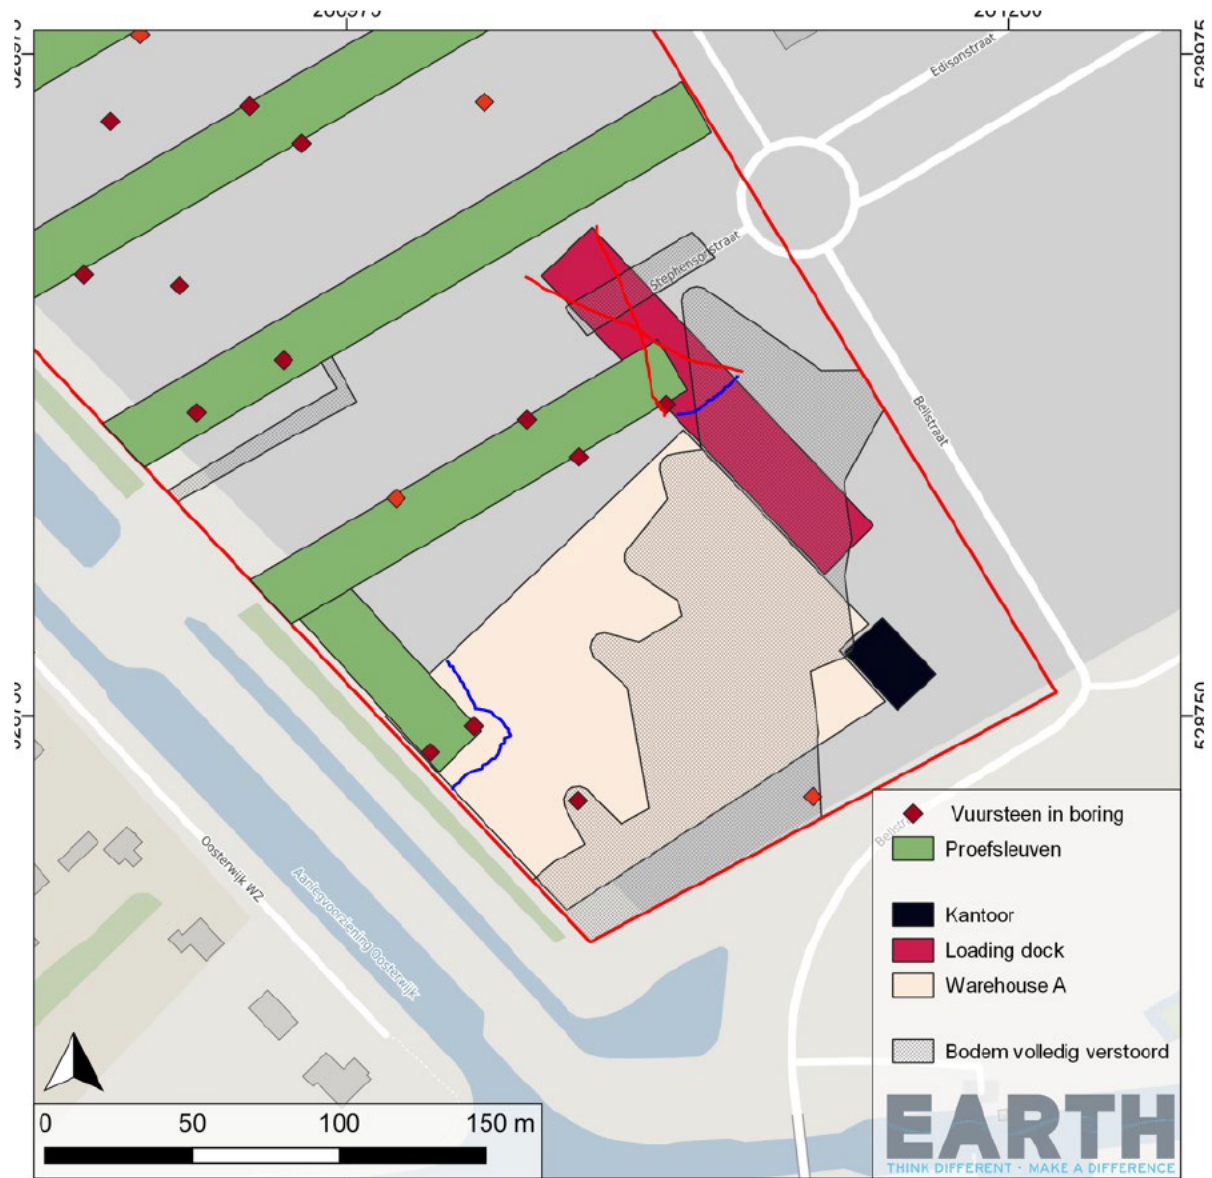 Edisonstraat
528975
Stephensonstraat
Bellstraat
Oosterwijk WZ
Aanlegvoorziening Oosterwijk
Vuursteen in boring
Proefsleuven
Kantoor
Loading dock
Warehouse A
Bodem volledig verstoord
0 50 100 150 m
EARTH
THINK DIFFERENT - MAKE A DIFFERENCE